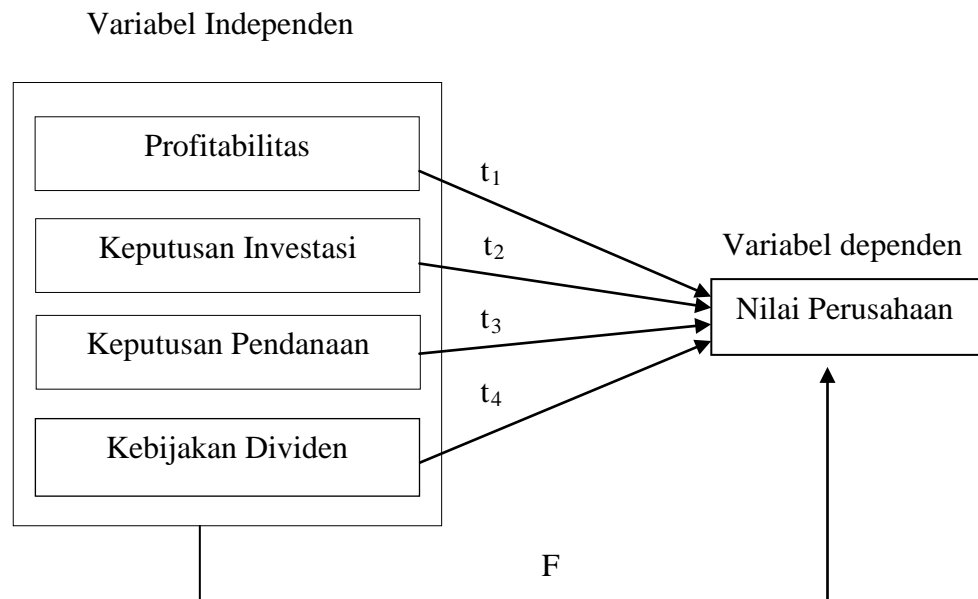 Variabel Independen
Profitabilitas
t1
Keputusan Investasi
t2
Variabel dependen
Nilai Perusahaan
Keputusan Pendanaan
t3
Kebijakan Dividen
t4
F